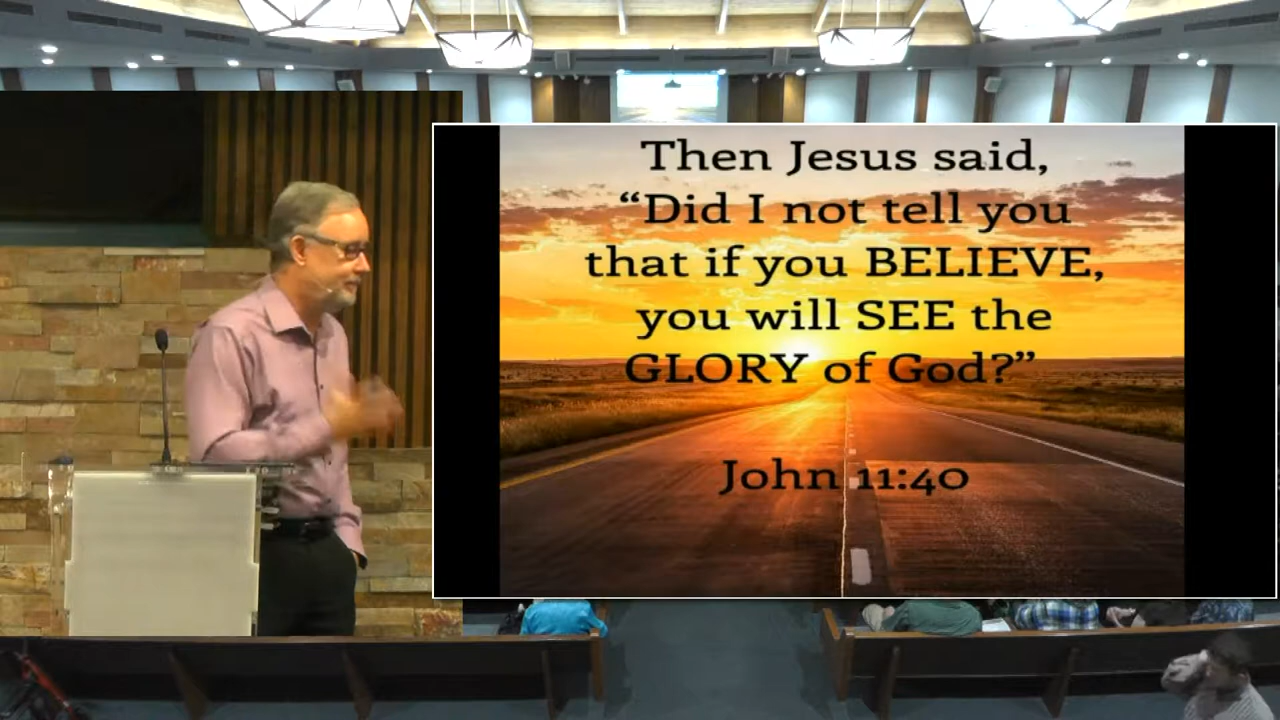 Then Jesus said,
“Did I not tell you
that if you BELIEVE,
you will SEE the
GLORY of God?”
John 11:40